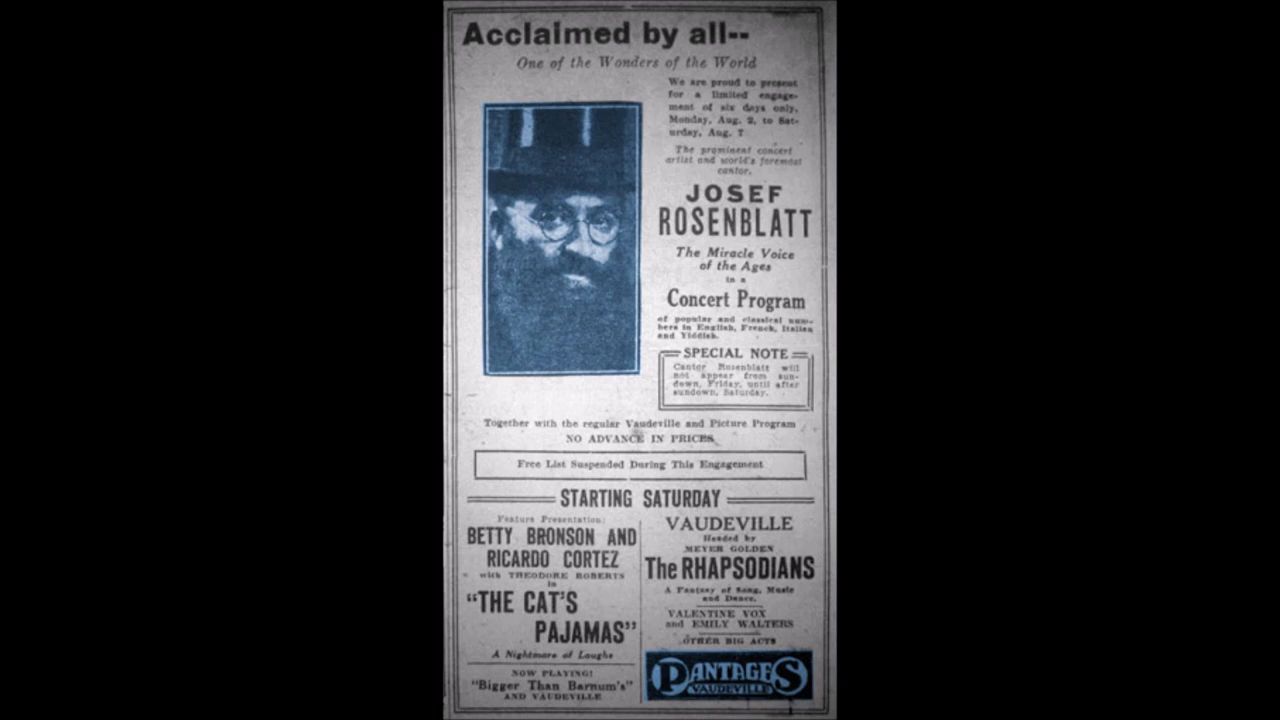 Acclaimed by all--
One of the Wonders of the World
We are proud to present
for a limited engage-
ment of six days only,
Monday, Aug. 2, to Sat-
urday, Aug. 7
The prominent concert
artist and world's foremost
cantor.
JOSEF
ROSENBLATT
The Miracle Voice
of the Ages
in a
Concert Program
of popular and classical num-
bers in English, French, Italian
and Yiddish.
SPECIAL NOTE
Cantor Rosenblatt will
not appear from sun-
down, Friday, until after
sundown, Saturday.
Together with the regular Vaudeville and Picture Program
NO ADVANCE IN PRICES
Free List Suspended During This Engagement
STARTING SATURDAY
Feature Presentation:
BETTY BRONSON AND
RICARDO CORTEZ
with THEODORE ROBERTS
in
"THE CAT'S
PAJAMAS"
A Nightmare of Laughs
NOW PLAYING!
"Bigger Than Barnum's"
AND VAUDEVILLE
VAUDEVILLE
Headed by
MEYER GOLDEN
The RHAPSODIANS
A Fantasy of Song, Music
and Dance.
VALENTINE VOX
and EMILY WALTERS
OTHER BIG ACTS
PANTAGES
VAUDEVILLE